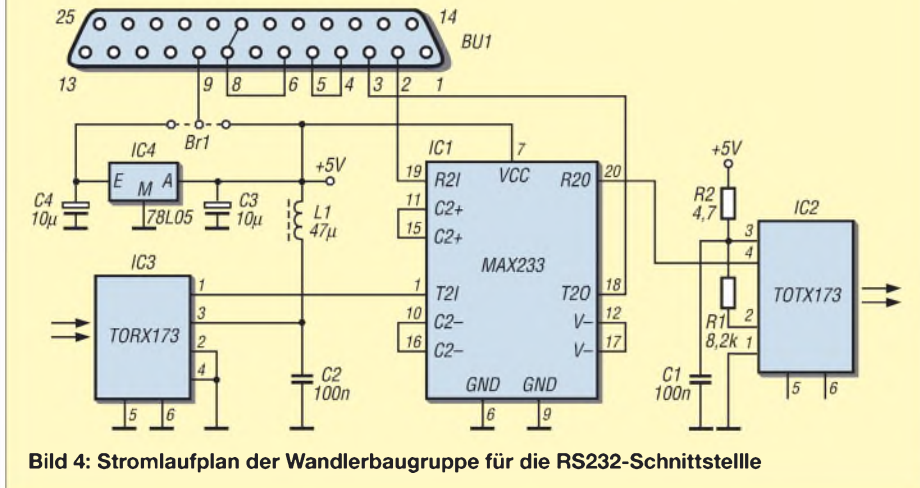 25 14
BU1
13 9 8 6 5 4 3 2 1
Br1
IC4
E M A
78L05
C4
10µ
C3
10µ
+5V
L1
47µ
IC3
TORX173
1
3
2
4
5 6
C2
100n
IC1
MAX233
7
VCC
19 R2I
R2O 20
11 C2+
15 C2+
1 T2I
T2O 18
10 C2–
V– 12
16 C2–
V– 17
GND GND
6 9
+5V
R2
4,7
IC2
TOTX173
3
4
2
1
R1
8,2k
C1
100n
5 6
Bild 4: Stromlaufplan der Wandlerbaugruppe für die RS232-Schnittstellle